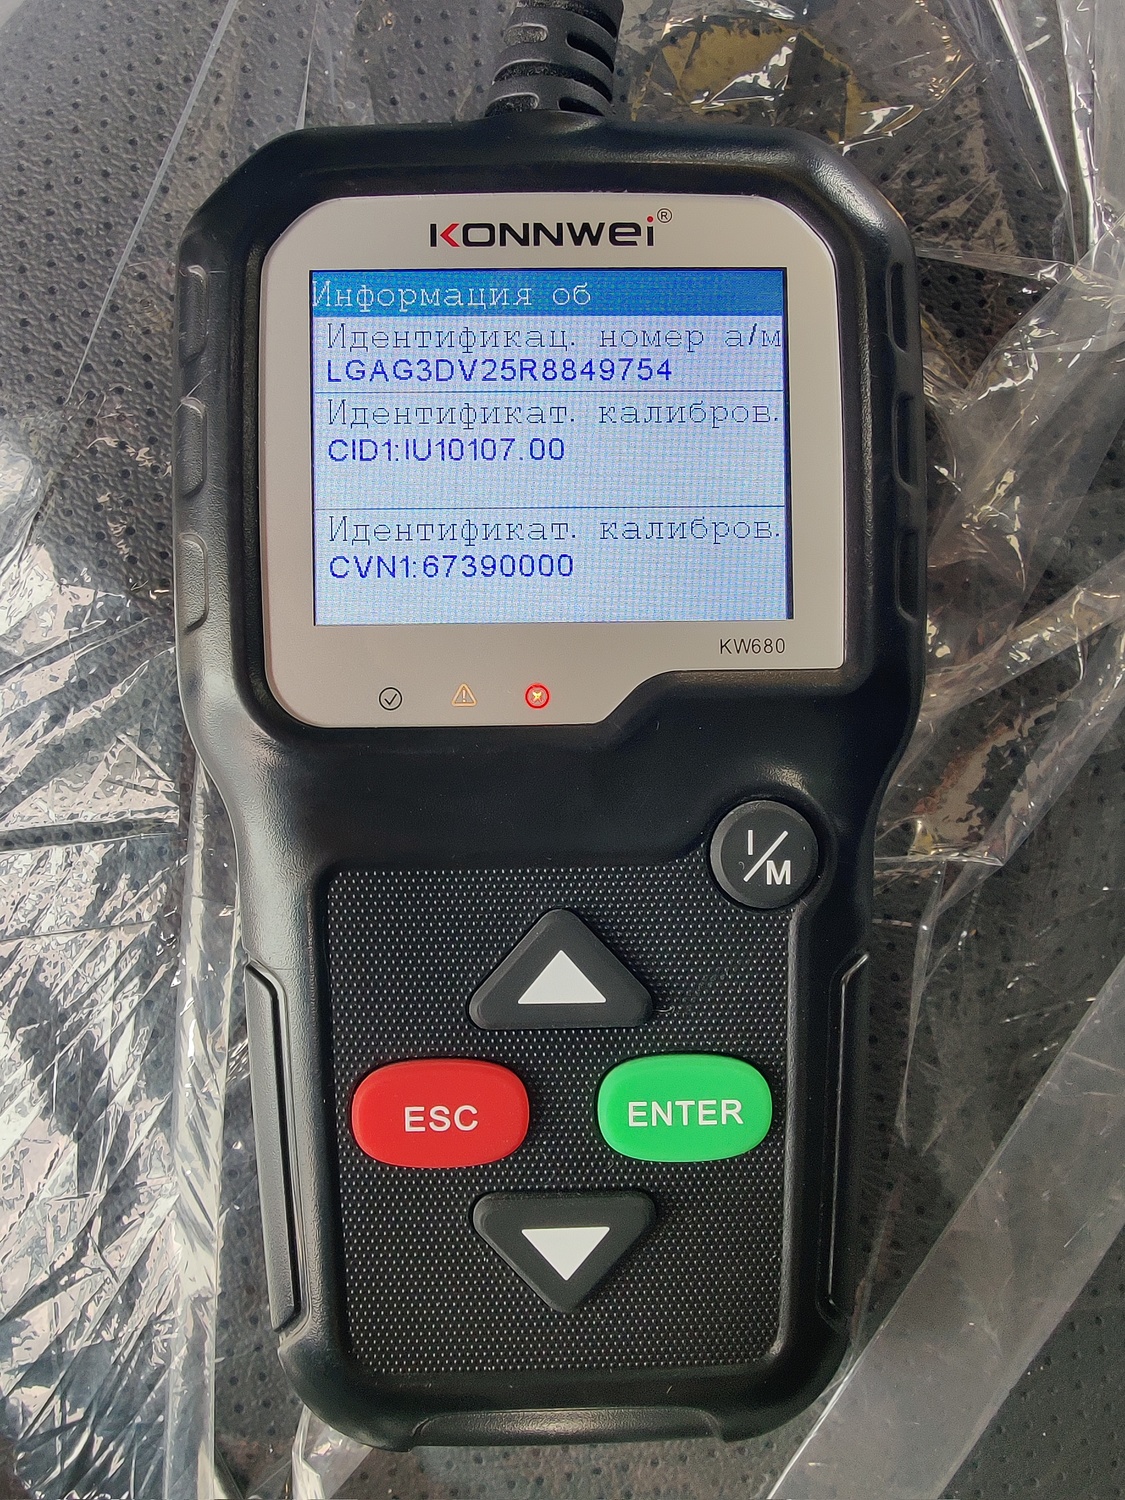 KONNWEi®
Информация об
Идентификац. номер а/м
LGAG3DV25R8849754
Идентификат. калибров.
CID1:IU10107.00
Идентификат. калибров.
CVN1:67390000
KW680
I/M
ESC
ENTER